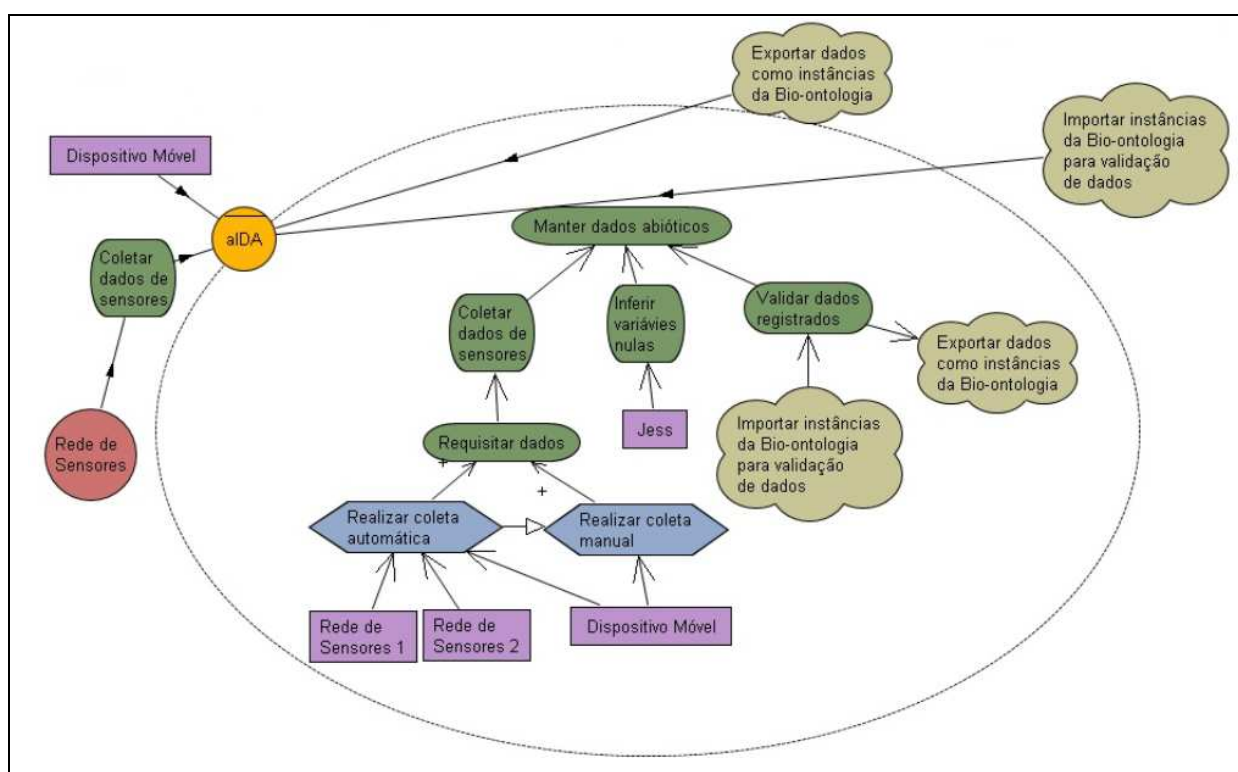 Exportar dados
como instâncias
da Bio-ontologia
Importar instâncias
da Bio-ontologia
para validação
de dados
Dispositivo Móvel
aIDA
Coletar
dados de
sensores
Rede de
Sensores
Manter dados abióticos
Coletar
dados de
sensores
Inferir
variávies
nulas
Validar dados
registrados
Exportar dados
como instâncias
da Bio-ontologia
Jess
Importar instâncias
da Bio-ontologia
para validação
de dados
Requisitar dados
+
+
Realizar coleta
automática
Realizar coleta
manual
Rede de
Sensores 1
Rede de
Sensores 2
Dispositivo Móvel